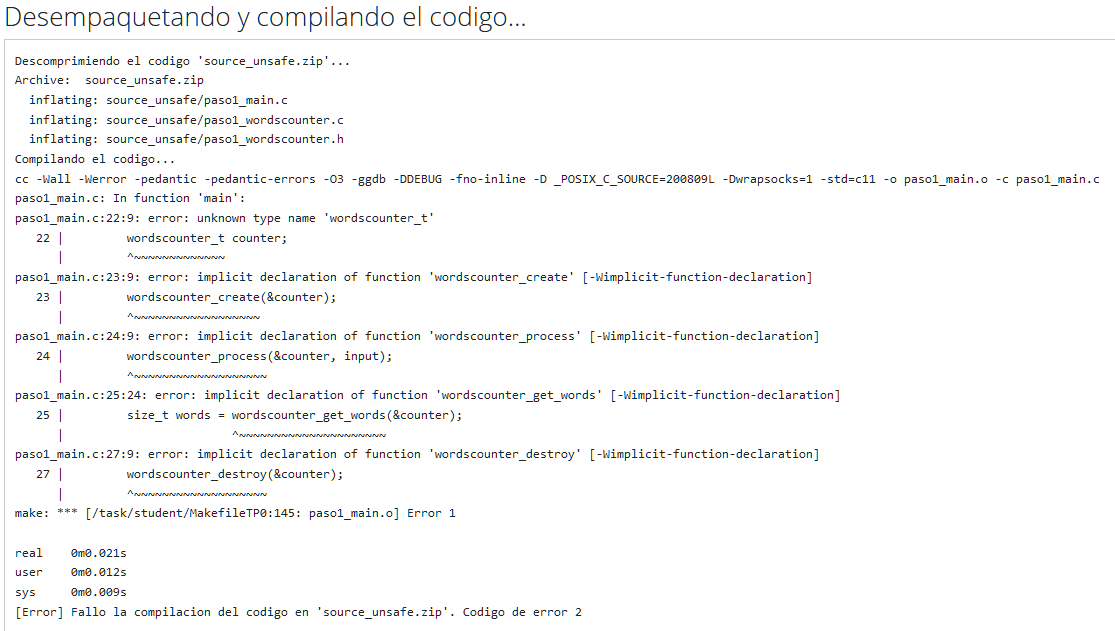 Desempaquetando y compilando el codigo...
Descomprimiendo el codigo 'source_unsafe.zip'...
Archive:  source_unsafe.zip
  inflating: source_unsafe/paso1_main.c
  inflating: source_unsafe/paso1_wordscounter.c
  inflating: source_unsafe/paso1_wordscounter.h
Compilando el codigo...
cc -Wall -Werror -pedantic -pedantic-errors -O3 -ggdb -DDEBUG -fno-inline -D _POSIX_C_SOURCE=200809L -Dwrapsocks=1 -std=c11 -o paso1_main.o -c paso1_main.c
paso1_main.c: In function 'main':
paso1_main.c:22:9: error: unknown type name 'wordscounter_t'
   22 |         wordscounter_t counter;
      |         ^~~~~~~~~~~~~~
paso1_main.c:23:9: error: implicit declaration of function 'wordscounter_create' [-Wimplicit-function-declaration]
   23 |         wordscounter_create(&counter);
      |         ^~~~~~~~~~~~~~~~~~~
paso1_main.c:24:9: error: implicit declaration of function 'wordscounter_process' [-Wimplicit-function-declaration]
   24 |         wordscounter_process(&counter, input);
      |         ^~~~~~~~~~~~~~~~~~~~
paso1_main.c:25:24: error: implicit declaration of function 'wordscounter_get_words' [-Wimplicit-function-declaration]
   25 |         size_t words = wordscounter_get_words(&counter);
      |                        ^~~~~~~~~~~~~~~~~~~~~~
paso1_main.c:27:9: error: implicit declaration of function 'wordscounter_destroy' [-Wimplicit-function-declaration]
   27 |         wordscounter_destroy(&counter);
      |         ^~~~~~~~~~~~~~~~~~~~
make: *** [/task/student/MakefileTP0:145: paso1_main.o] Error 1
real    0m0.021s
user    0m0.012s
sys     0m0.009s
[Error] Fallo la compilacion del codigo en 'source_unsafe.zip'. Codigo de error 2